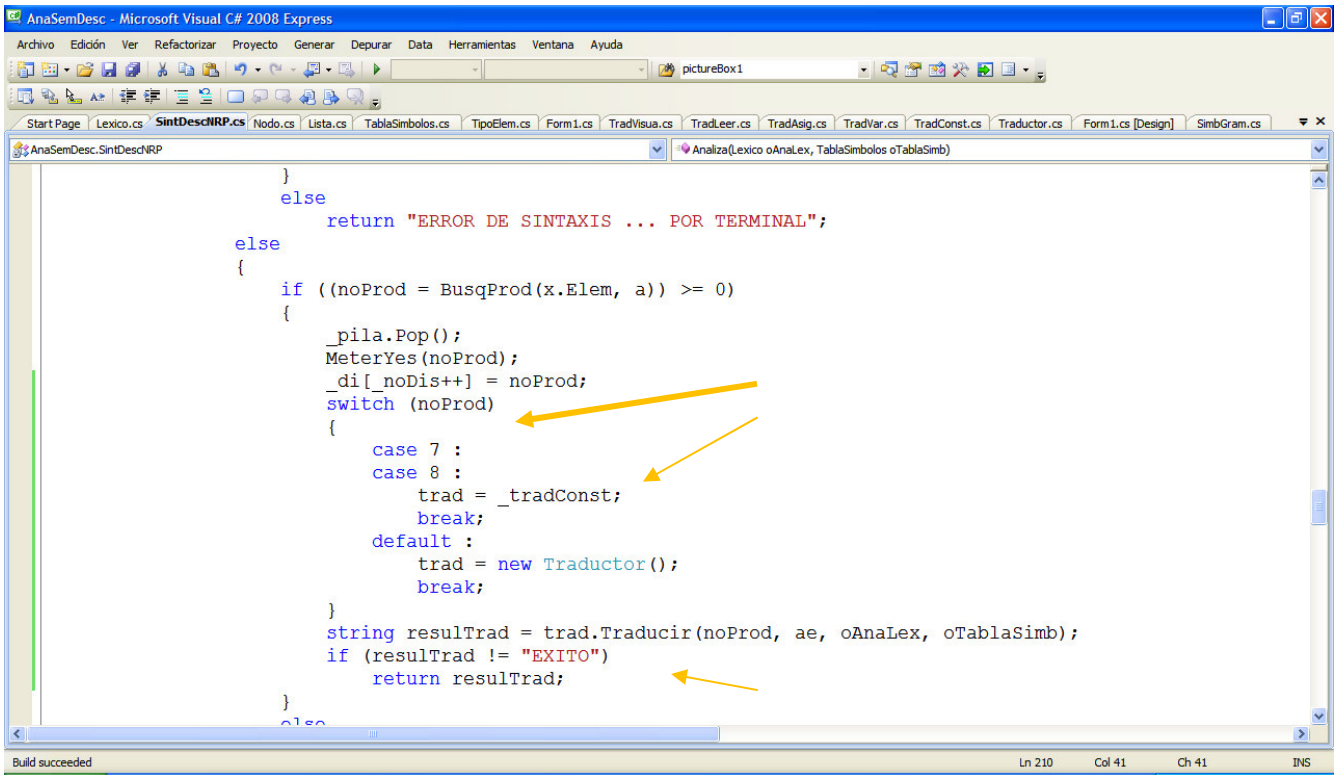 AnaSemDesc - Microsoft Visual C# 2008 Express
Archivo Edición Ver Refactorizar Proyecto Generar Depurar Data Herramientas Ventana Ayuda
pictureBox1
Start Page Lexico.cs SintDescNRP.cs Nodo.cs Lista.cs TablaSimbolos.cs TipoElem.cs Form1.cs TradVisua.cs TradLeer.cs TradAsig.cs TradVar.cs TradConst.cs Traductor.cs Form1.cs [Design] SimbGram.cs
AnaSemDesc.SintDescNRP Analiza(Lexico oAnaLex, TablaSimbolos oTablaSimb)
}
else
return "ERROR DE SINTAXIS ... POR TERMINAL";
else
{
if ((noProd = BusqProd(x.Elem, a)) >= 0)
{
_pila.Pop();
MeterYes(noProd);
_di[_noDis++] = noProd;
switch (noProd)
{
case 7 :
case 8 :
trad = _tradConst;
break;
default :
trad = new Traductor();
break;
}
string resulTrad = trad.Traducir(noProd, ae, oAnaLex, oTablaSimb);
if (resulTrad != "EXITO")
return resulTrad;
}
else
Build succeeded Ln 210 Col 41 Ch 41 INS